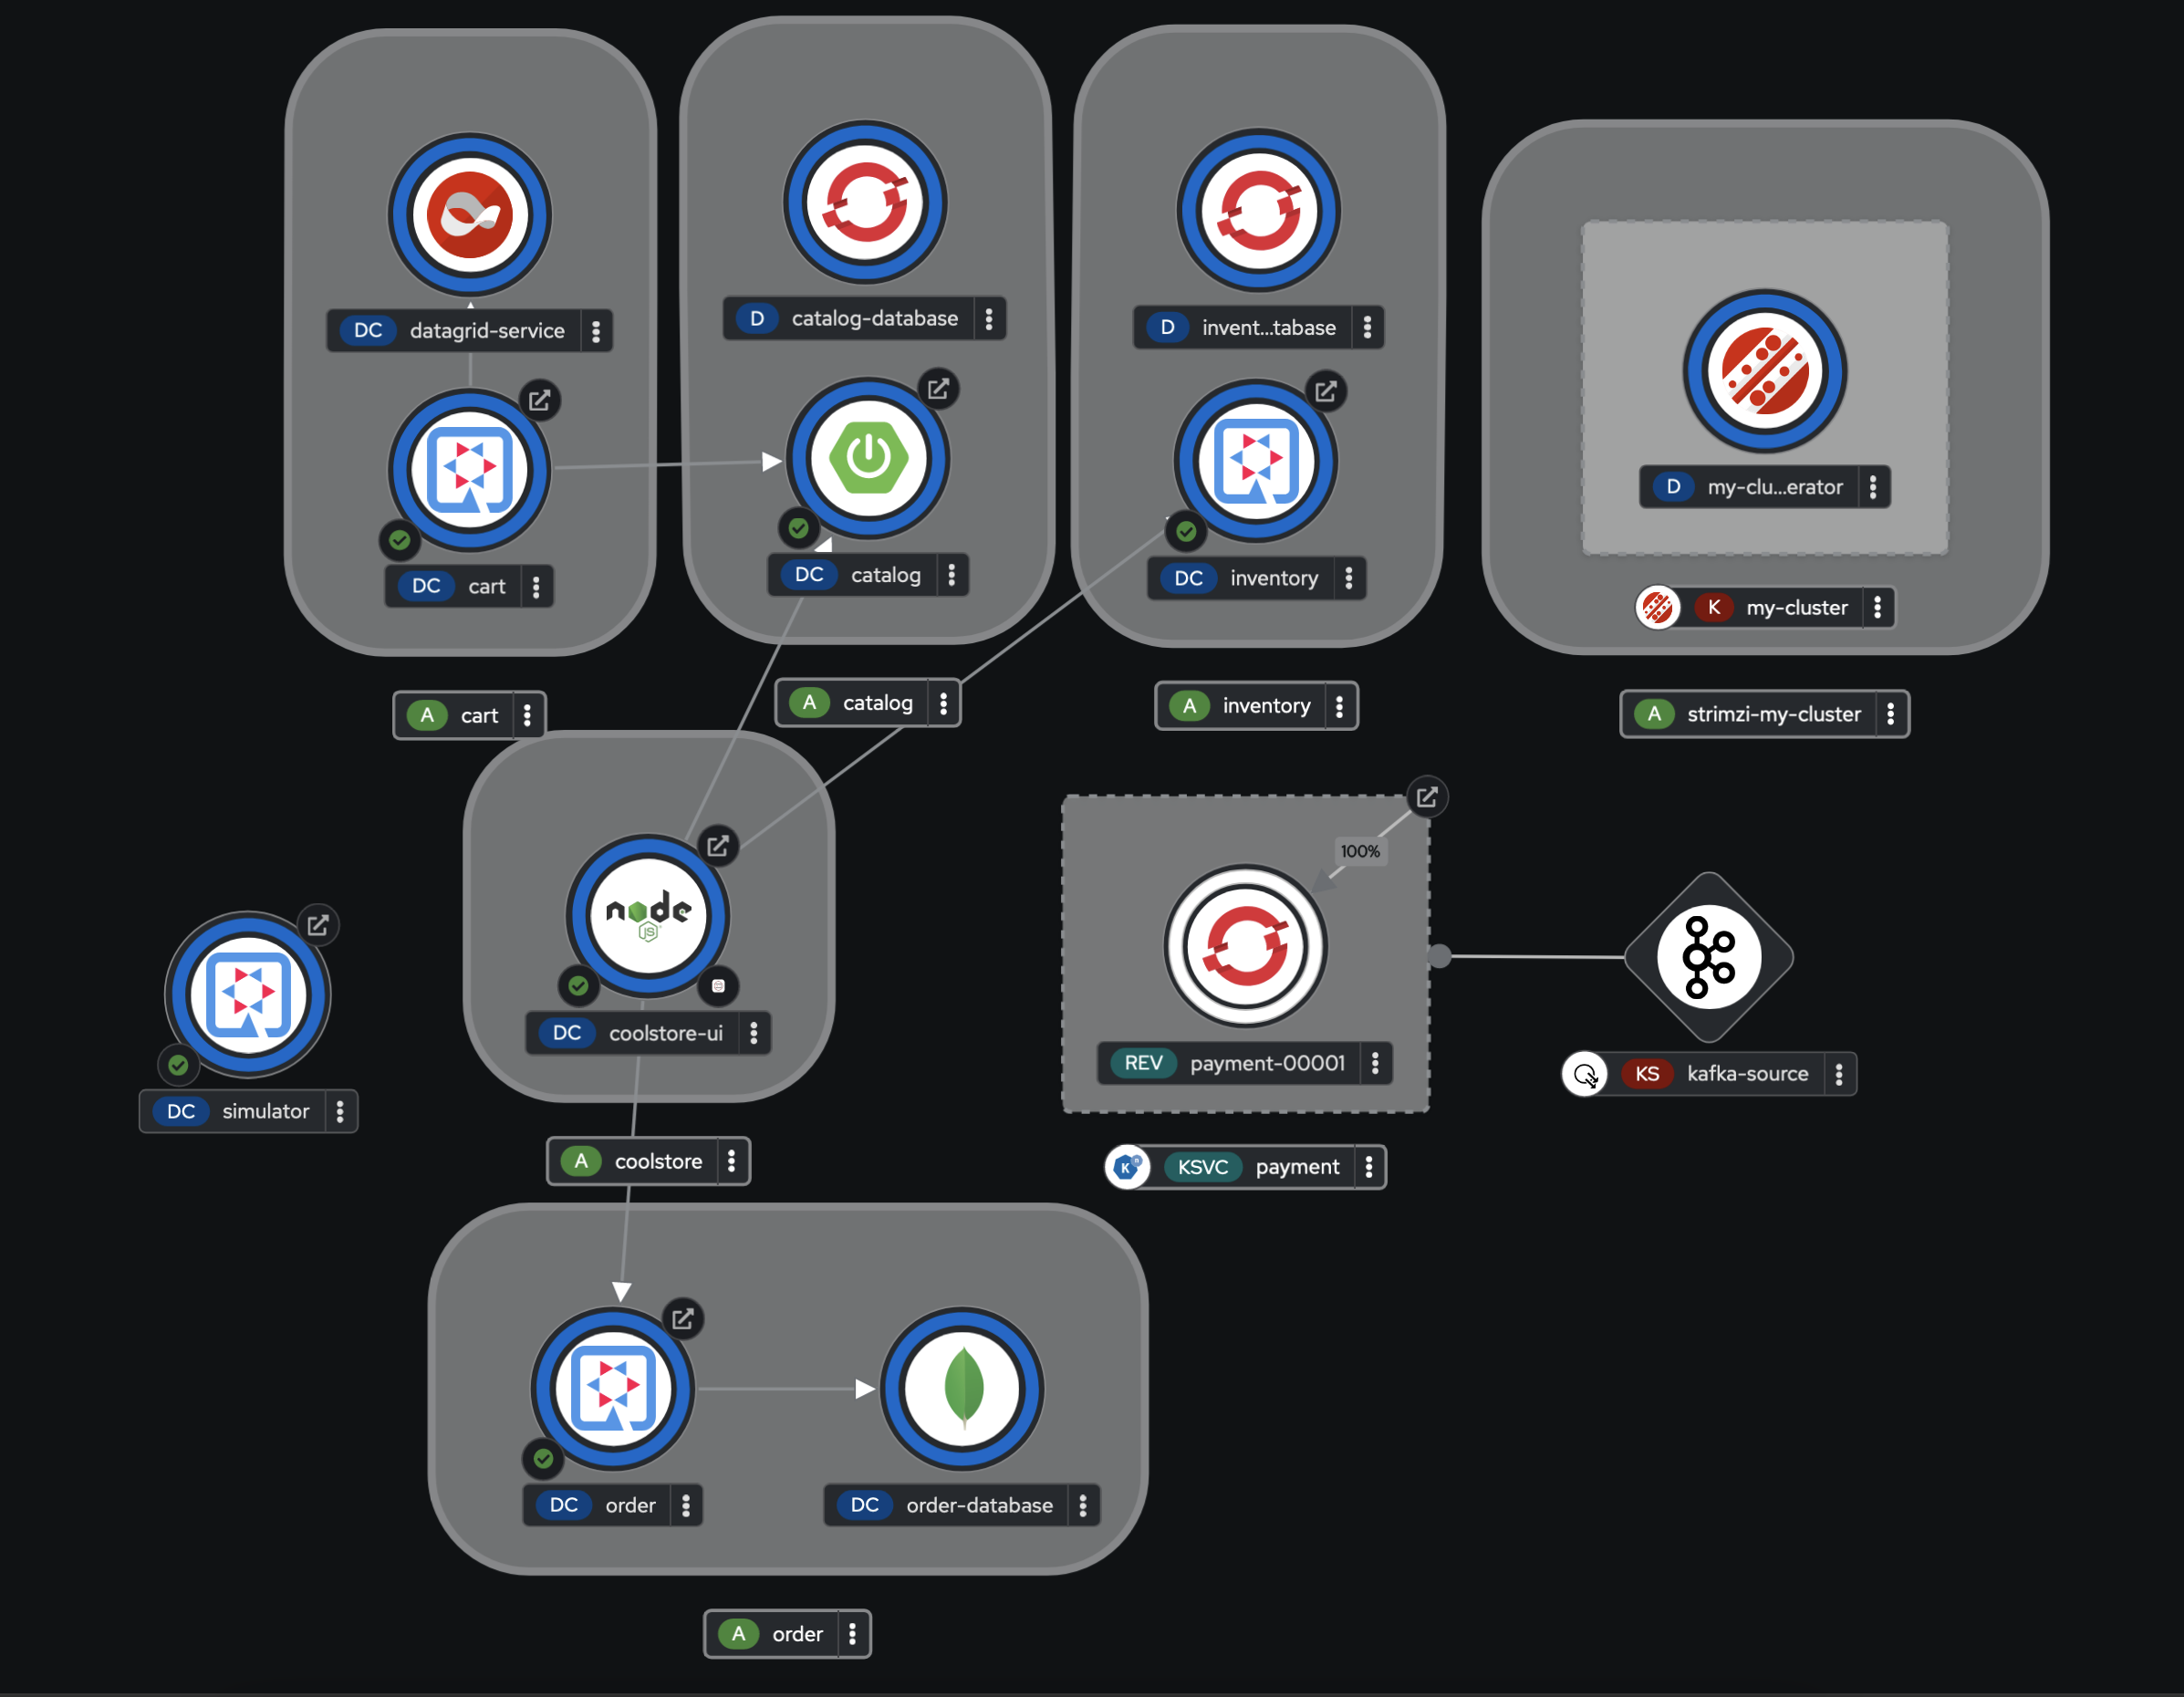 DC datagrid-service
DC cart
A cart
D catalog-database
DC catalog
A catalog
D invent...tabase
DC inventory
A inventory
D my-clu...erator
K my-cluster
A strimzi-my-cluster
DC simulator
node
JS
DC coolstore-ui
A coolstore
100%
REV payment-00001
K
KSVC payment
KS kafka-source
DC order
DC order-database
A order